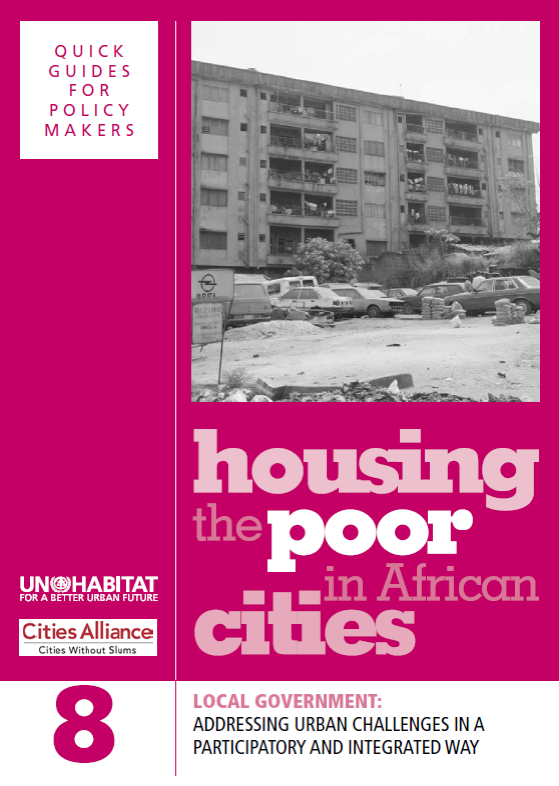 QUICK
GUIDES
FOR
POLICY
MAKERS
OPEL
housing
the poor
in African
cities
UN HABITAT
FOR A BETTER URBAN FUTURE
Cities Alliance
Cities Without Slums
8
LOCAL GOVERNMENT:
ADDRESSING URBAN CHALLENGES IN A
PARTICIPATORY AND INTEGRATED WAY